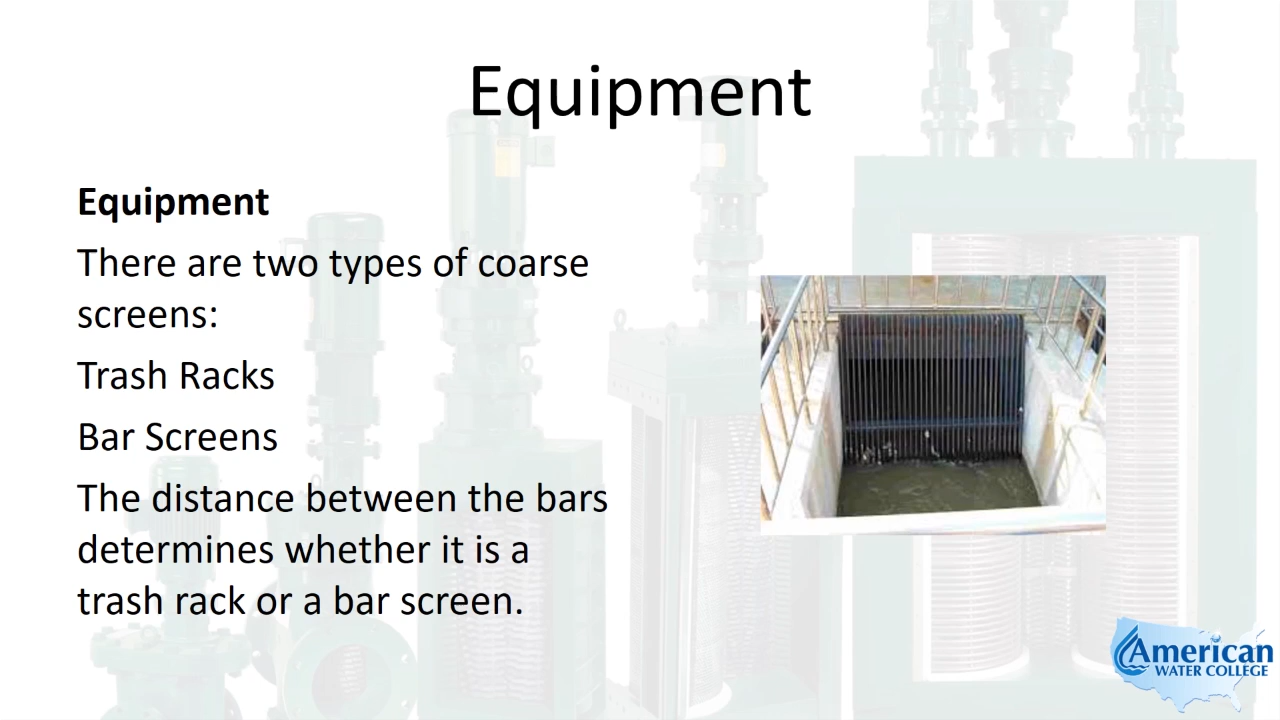 Equipment
Equipment
There are two types of coarse
screens:
Trash Racks
Bar Screens
The distance between the bars
determines whether it is a
trash rack or a bar screen.
American
WATER COLLEGE